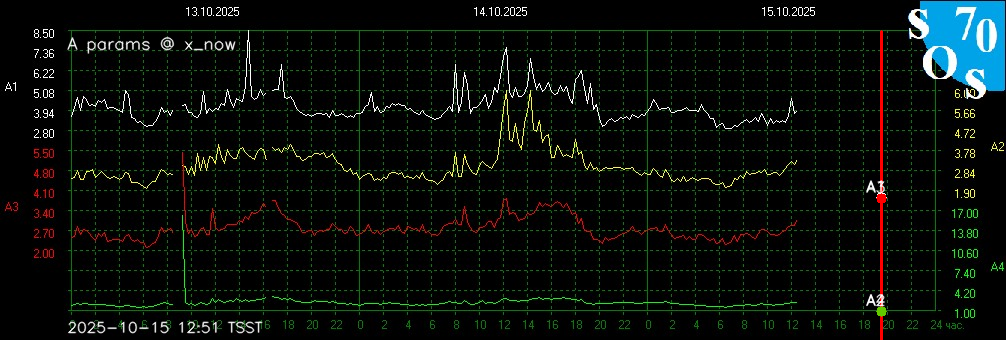 13.10.2025 14.10.2025 15.10.2025
A params @ x_now
S 70
O
S
A1
8.50
7.36
6.22
5.08
3.94
2.80
A3
5.50
4.80
4.10
3.40
2.70
2.00
A2
5.66
4.72
3.78
2.84
1.90
A4
17.00
13.80
10.60
7.40
4.20
1.00
2025-10-15 12:51 TSST
18 20 22 0 2 4 6 8 10 12 14 16 18 20 22 0 2 4 6 8 10 12 14 16 18 20 22 24 час.